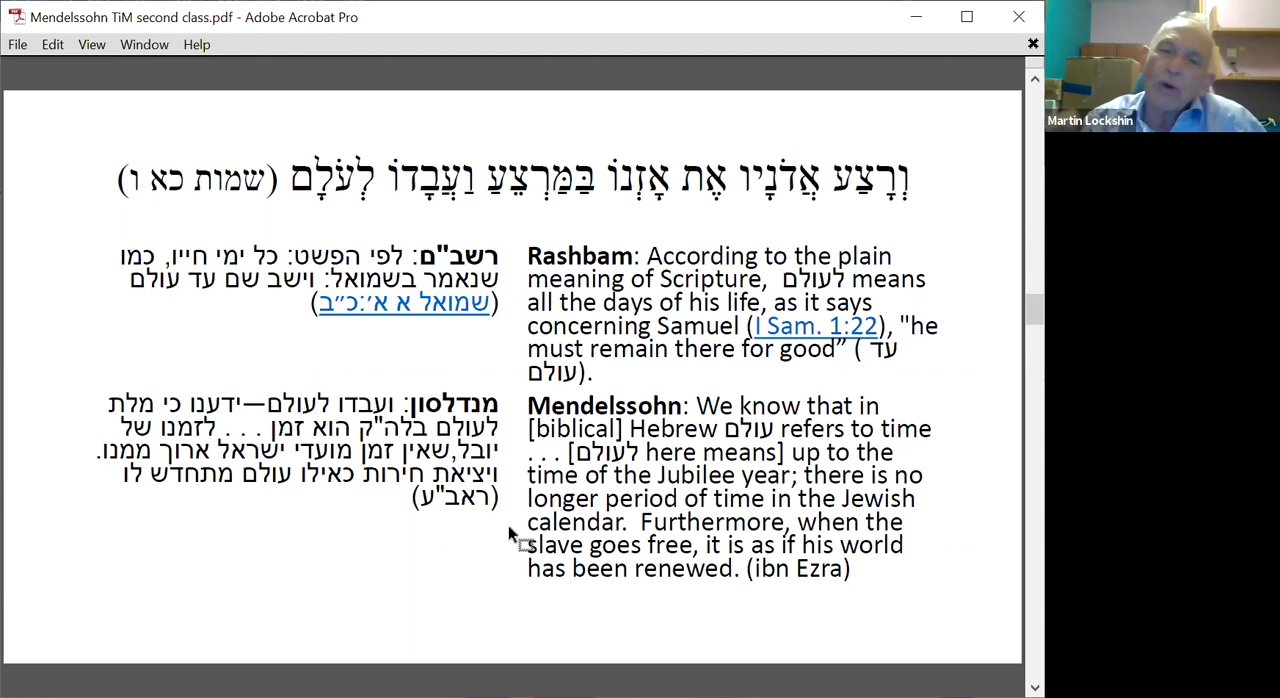 Mendelssohn TiM second class.pdf - Adobe Acrobat Pro
File Edit View Window Help
Martin Lockshin
וְרָצַע אֲדֹנָיו אֶת אָזְנוֹ בַּמַּרְצֵעַ וַעֲבָדוֹ לְעֹלָם (שמות כא ו)
רשב"ם: לפי הפשט: כל ימי חייו, כמו
שנאמר בשמואל: וישב שם עד עולם
(שמואל א א׳:כ״ב)
Rashbam: According to the plain
meaning of Scripture, לעולם means
all the days of his life, as it says
concerning Samuel (I Sam. 1:22), "he
must remain there for good” ( עד
עולם).
מנדלסון: ועבדו לעולם—ידענו כי מלת
לעולם בלה"ק הוא זמן . . . לזמנו של
יובל,שאין זמן מועדי ישראל ארוך ממנו.
ויציאת חירות כאילו עולם מתחדש לו
(ראב"ע)
Mendelssohn: We know that in
[biblical] Hebrew עולם refers to time
. . . [לעולם here means] up to the
time of the Jubilee year; there is no
longer period of time in the Jewish
calendar. Furthermore, when the
slave goes free, it is as if his world
has been renewed. (ibn Ezra)